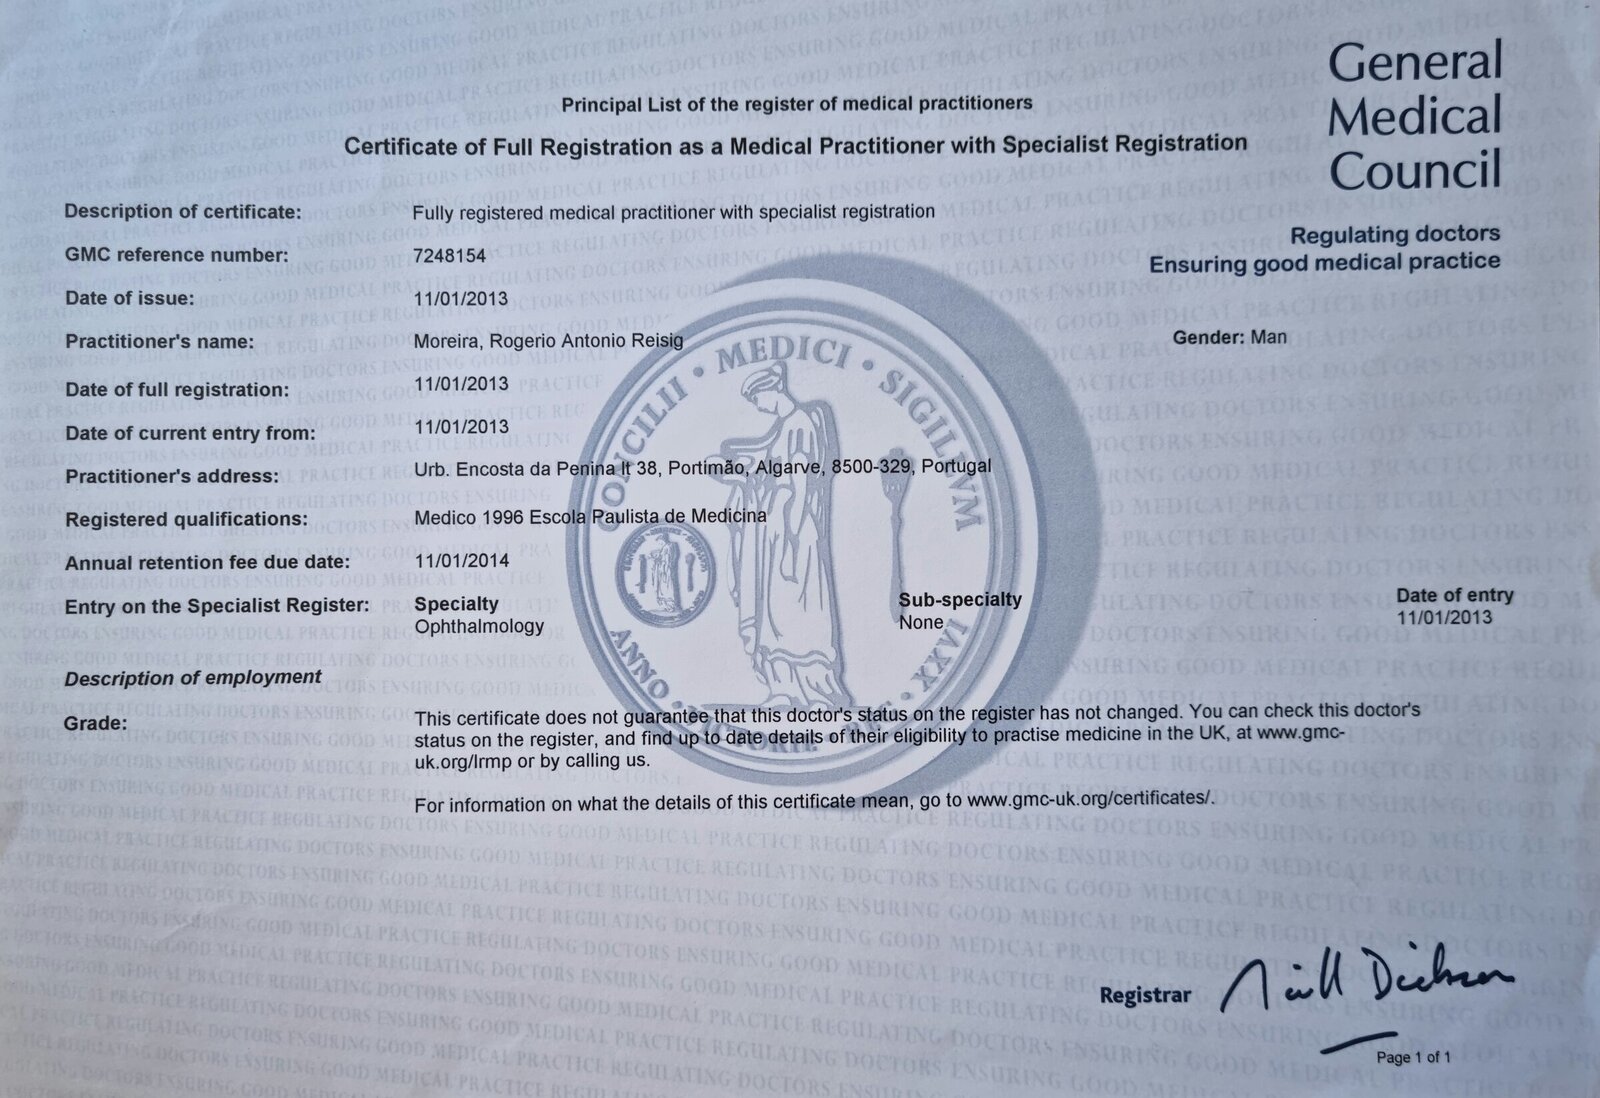 General
Medical
Council
Regulating doctors
Ensuring good medical practice
Principal List of the register of medical practitioners
Certificate of Full Registration as a Medical Practitioner with Specialist Registration
Description of certificate: Fully registered medical practitioner with specialist registration
GMC reference number: 7248154
Date of issue: 11/01/2013
Practitioner's name: Moreira, Rogerio Antonio Reisig Gender: Man
Date of full registration: 11/01/2013
Date of current entry from: 11/01/2013
Practitioner's address: Urb. Encosta da Penina lt 38, Portimão, Algarve, 8500-329, Portugal
Registered qualifications: Medico 1996 Escola Paulista de Medicina
Annual retention fee due date: 11/01/2014
Entry on the Specialist Register: Specialty Sub-specialty Date of entry
Ophthalmology None 11/01/2013
Description of employment
Grade: This certificate does not guarantee that this doctor's status on the register has not changed. You can check this doctor's
status on the register, and find up to date details of their eligibility to practise medicine in the UK, at www.gmc-
uk.org/lrmp or by calling us.
For information on what the details of this certificate mean, go to www.gmc-uk.org/certificates/.
CONCILII • MEDICI • SIGILLVM
ANNO • VICTORIÆ • REG • XXVI
Registrar Niall Dickson
Page 1 of 1